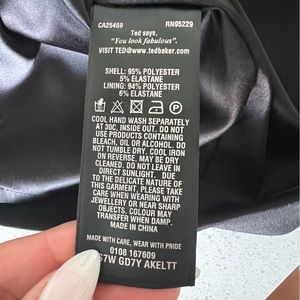 CA25459 RN95229
Ted says,
"You look fabulous".
VISIT TED@www.tedbaker.com
SHELL: 95% POLYESTER
5% ELASTANE
LINING: 94% POLYESTER
6% ELASTANE
COOL HAND WASH SEPARATELY
AT 30C, INSIDE OUT. DO NOT
USE PRODUCTS CONTAINING
BLEACH, OIL OR ALCOHOL. DO
NOT TUMBLE DRY. COOL IRON
ON REVERSE. MAY BE DRY
CLEANED. DO NOT DRY IN
DIRECT SUNLIGHT. DUE TO
THE DELICATE NATURE OF
THIS GARMENT, PLEASE TAKE
CARE WHEN WEARING WITH
JEWELLERY OR NEAR SHARP
OBJECTS. COLOUR MAY
TRANSFER WHEN DAMP.
MADE IN CHINA
MADE WITH CARE, WEAR WITH PRIDE
0108 167609
S7W GD7Y AKELTT